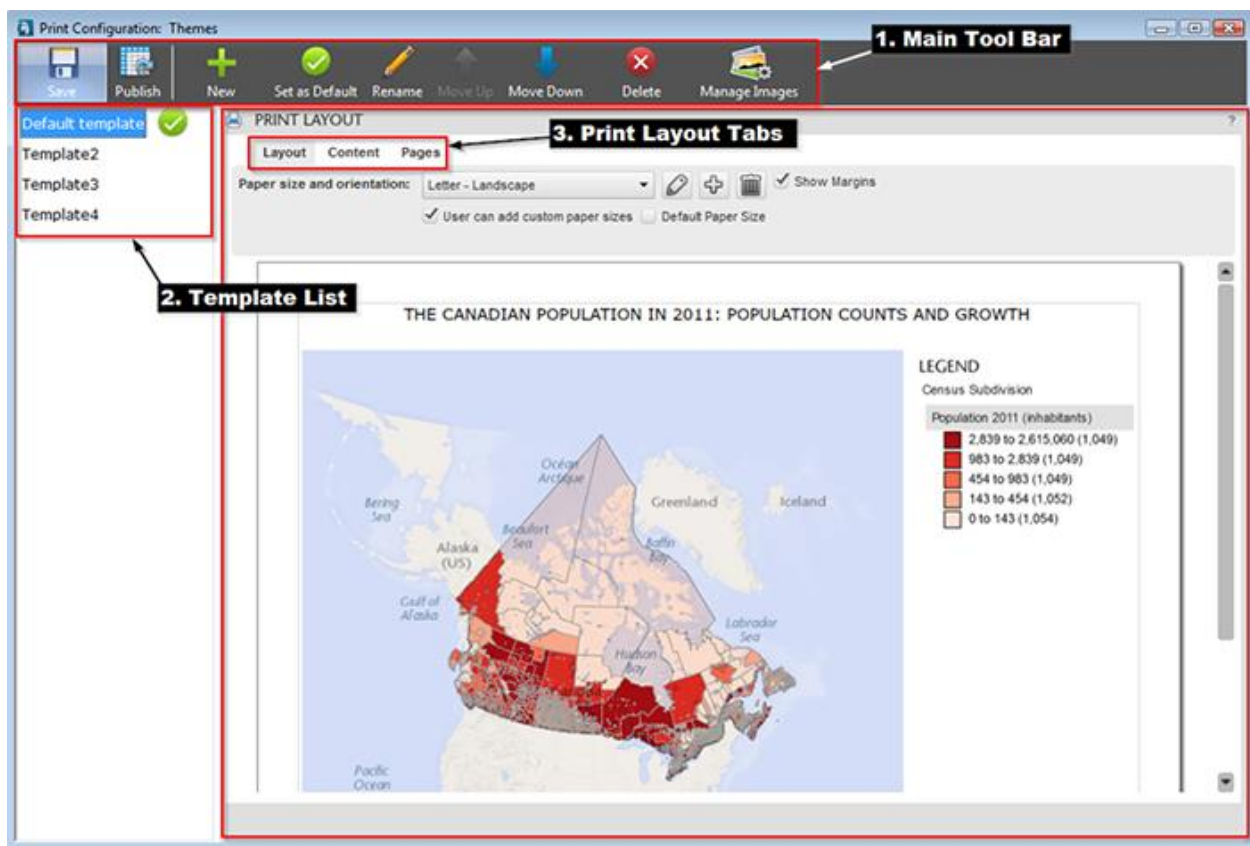 Print Configuration: Themes
1. Main Tool Bar
Save Publish New Set as Default Rename Move Up Move Down Delete Manage Images
Default template
Template2
Template3
Template4
2. Template List
PRINT LAYOUT ?
3. Print Layout Tabs
Layout Content Pages
Paper size and orientation: Letter - Landscape Show Margins
User can add custom paper sizes Default Paper Size
THE CANADIAN POPULATION IN 2011: POPULATION COUNTS AND GROWTH
LEGEND
Census Subdivision
Population 2011 (inhabitants)
2,839 to 2,615,060 (1,049)
983 to 2,839 (1,049)
454 to 983 (1,049)
143 to 454 (1,052)
0 to 143 (1,054)
Océan
Arctique
Bering
Sea
Greenland
Iceland
Beaufort
Sea
Baffin
Bay
Alaska
(US)
Gulf of
Alaska
Labrador
Sea
Hudson
Bay
Pacific
Ocean